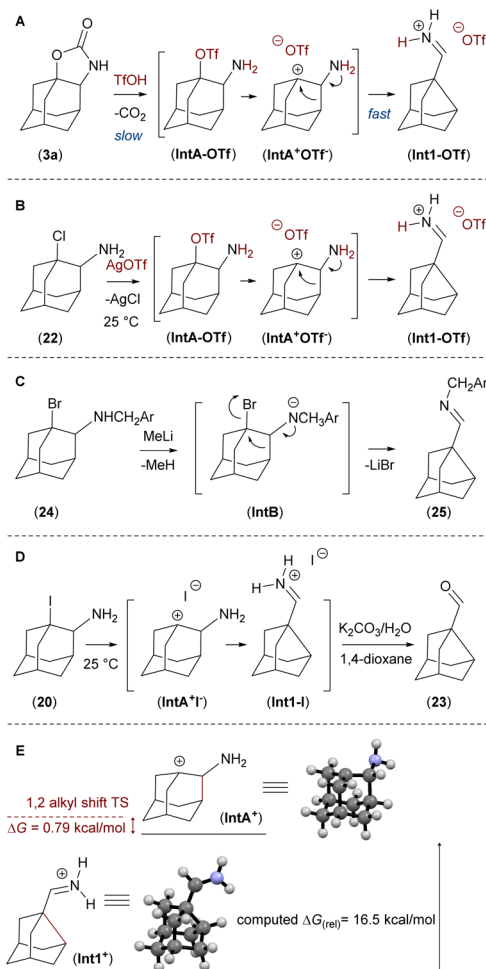 A
O
O
NH
(3a)
TfOH
-CO2
slow
OTf
NH2
(IntA-OTf)
⊖OTf
⊕
NH2
(IntA+OTf-)
fast
H
H
N
⊕
⊖OTf
(Int1-OTf)
B
Cl
NH2
(22)
AgOTf
-AgCl
25 °C
OTf
NH2
(IntA-OTf)
⊖OTf
⊕
NH2
(IntA+OTf-)
H
H
N
⊕
⊖OTf
(Int1-OTf)
C
Br
NHCH2Ar
(24)
MeLi
-MeH
Br
⊖
NCH3Ar
(IntB)
-LiBr
CH2Ar
N
(25)
D
I
NH2
(20)
25 °C
I⊖
⊕
NH2
(IntA+I-)
H
H
N
⊕
I⊖
(Int1-I)
K2CO3/H2O
1,4-dioxane
O
(23)
E
⊕
NH2
(IntA+)
1,2 alkyl shift TS
ΔG = 0.79 kcal/mol
⊕
H
N
H
(Int1+)
computed ΔG(rel)= 16.5 kcal/mol